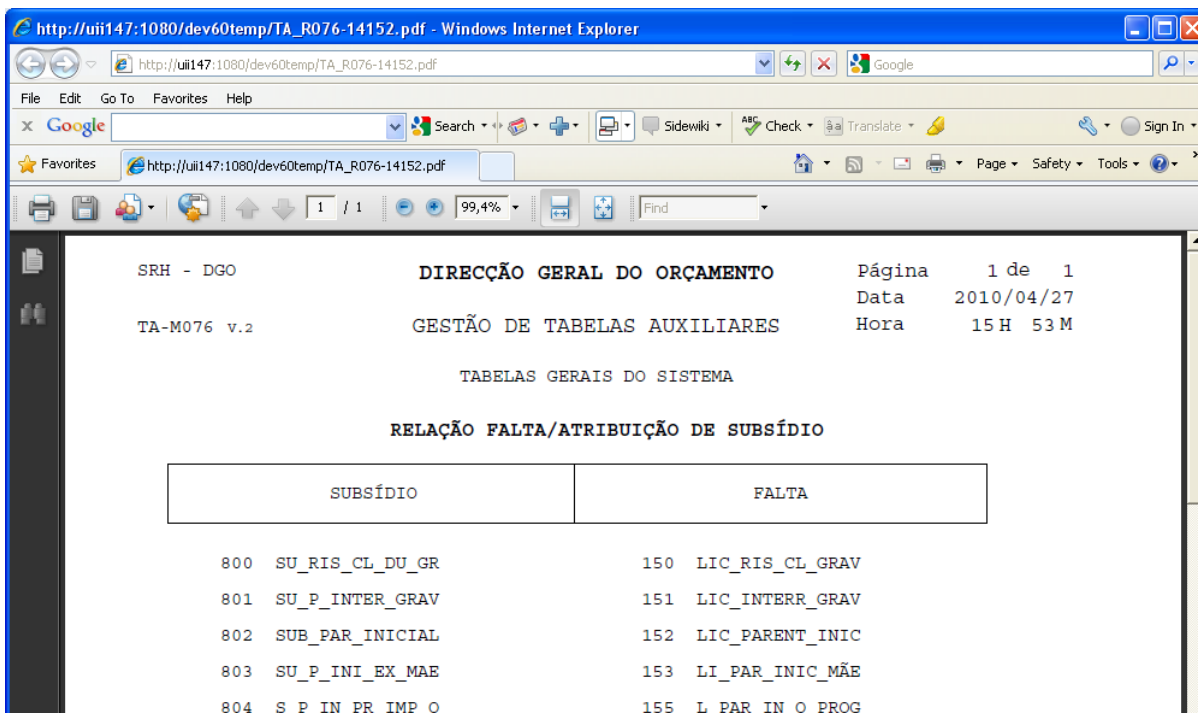 http://uii147:1080/dev60temp/TA_R076-14152.pdf - Windows Internet Explorer
http://uii147:1080/dev60temp/TA_R076-14152.pdf Google
File Edit Go To Favorites Help
x Google Search Sidewiki ABC Check Translate Sign In
Favorites http://uii147:1080/dev60temp/TA_R076-14152.pdf Page Safety Tools
1 / 1 99,4% Find
SRH - DGO DIRECÇÃO GERAL DO ORÇAMENTO Página 1 de 1
Data 2010/04/27
TA-M076 V.2 GESTÃO DE TABELAS AUXILIARES Hora 15 H 53 M
TABELAS GERAIS DO SISTEMA
RELAÇÃO FALTA/ATRIBUIÇÃO DE SUBSÍDIO
SUBSÍDIO FALTA
800 SU_RIS_CL_DU_GR 150 LIC_RIS_CL_GRAV
801 SU_P_INTER_GRAV 151 LIC_INTERR_GRAV
802 SUB_PAR_INICIAL 152 LIC_PARENT_INIC
803 SU_P_INI_EX_MAE 153 LI_PAR_INIC_MÃE
804 S_P_IN_PR_IMP_O 155 L_PAR_IN_O_PROG